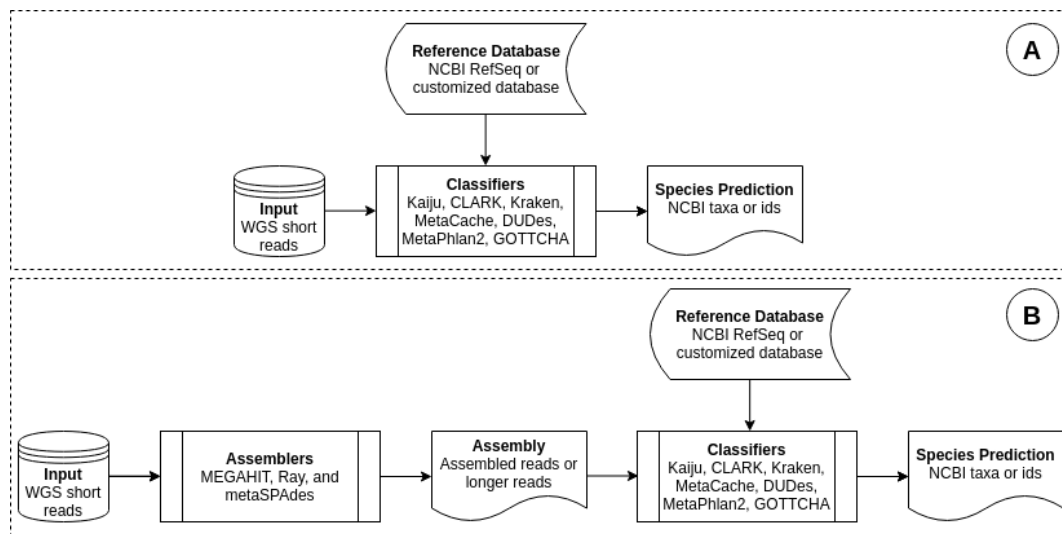 A
Reference Database
NCBI RefSeq or
customized database
Input
WGS short
reads
Classifiers
Kaiju, CLARK, Kraken,
MetaCache, DUDes,
MetaPhlan2, GOTTCHA
Species Prediction
NCBI taxa or ids
B
Reference Database
NCBI RefSeq or
customized database
Input
WGS short
reads
Assemblers
MEGAHIT, Ray, and
metaSPAdes
Assembly
Assembled reads or
longer reads
Classifiers
Kaiju, CLARK, Kraken,
MetaCache, DUDes,
MetaPhlan2, GOTTCHA
Species Prediction
NCBI taxa or ids